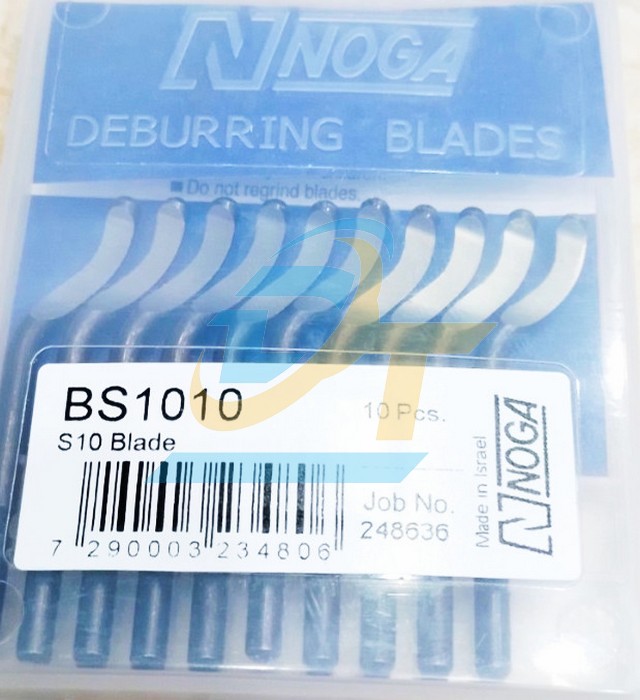 NOGA
DEBURRING BLADES
■ Do not regrind blades.
BS1010
10 Pcs.
S10 Blade
Job No.
248636
7 290003 234806
Made in Israel
NOGA